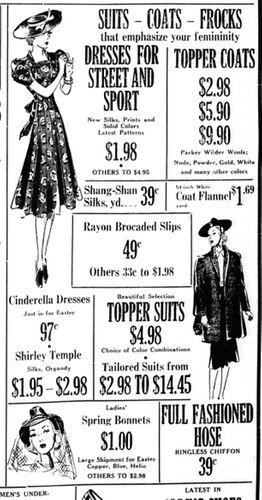 SUITS - COATS - FROCKS
that emphasize your femininity
DRESSES FOR
STREET AND
SPORT
New Silks, Prints and
Solid Colors
Latest Patterns
$1.98
OTHERS TO $4.95
TOPPER COATS
$2.98
$5.90
$9.90
Parker Wilder Wools;
Nude, Powder, Gold, White
and many other colors
Shang-Shan
Silks, yd.... 39c
54-inch White
Coat Flannel $1.69
yard
Rayon Brocaded Slips
49c
Others 33c to $1.98
Cinderella Dresses
Just in for Easter
97c
Shirley Temple
Silks, Organdy
$1.95 - $2.98
Beautiful Selection
TOPPER SUITS
$4.98
Choice of Color Combinations
Tailored Suits from
$2.98 TO $14.45
Ladies'
Spring Bonnets
$1.00
Large Shipment for Easter
Copper, Blue, Helio
OTHERS TO $2.98
FULL FASHIONED
HOSE
RINGLESS CHIFFON
39c
MEN'S UNDER-
LATEST IN